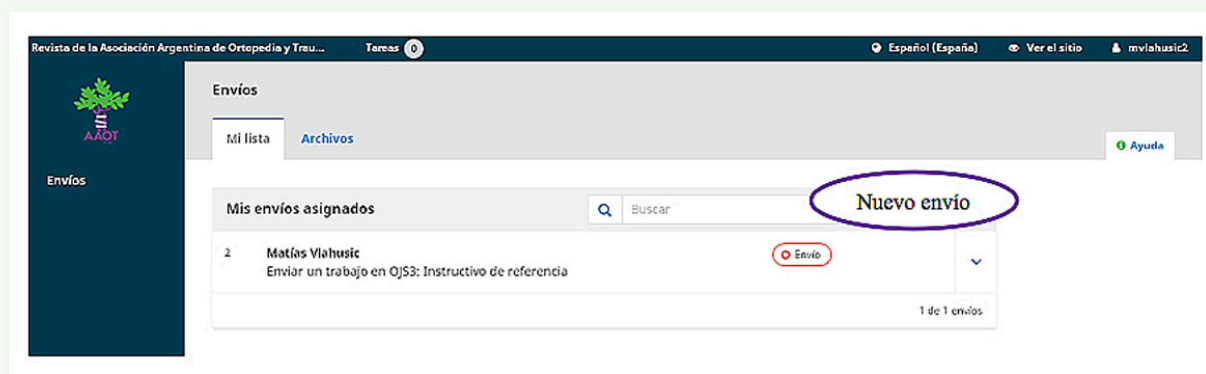 Revista de la Asociación Argentina de Ortopedia y Trau... Tareas 0 Español (España) Ver el sitio mvlahusic2
AAOT
Envíos
Envíos
Mi lista Archivos
Ayuda
Mis envíos asignados Buscar Nuevo envío
2 Matías Vlahusic Envío
Enviar un trabajo en OJS3: Instructivo de referencia
1 de 1 envíos